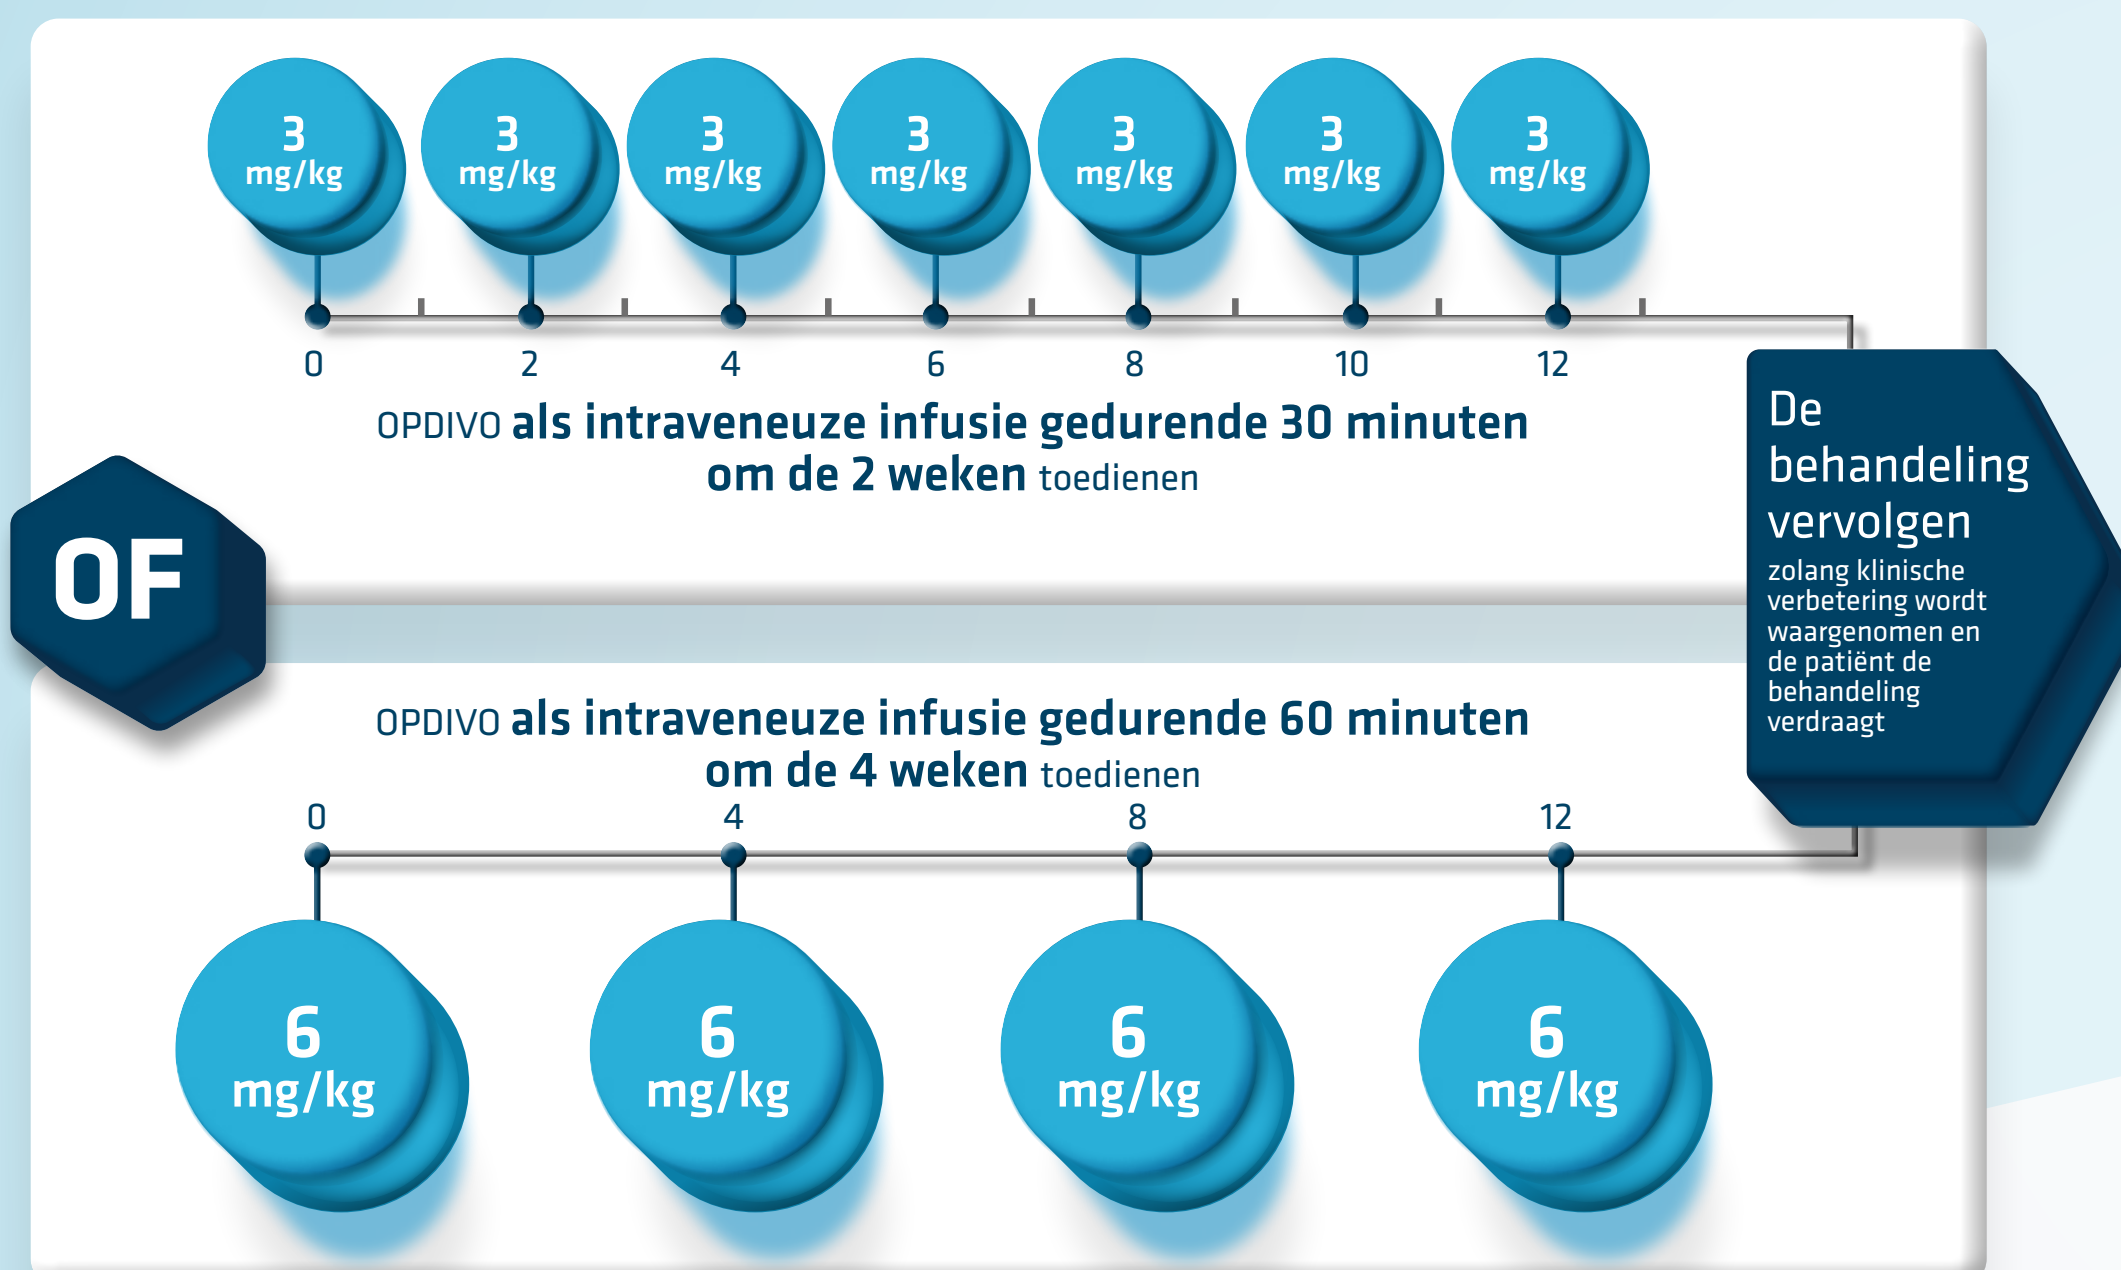 3
mg/kg
3
mg/kg
3
mg/kg
3
mg/kg
3
mg/kg
3
mg/kg
3
mg/kg
0 2 4 6 8 10 12
OPDIVO als intraveneuze infusie gedurende 30 minuten
om de 2 weken toedienen
OF
De
behandeling
vervolgen
zolang klinische
verbetering wordt
waargenomen en
de patiënt de
behandeling
verdraagt
OPDIVO als intraveneuze infusie gedurende 60 minuten
om de 4 weken toedienen
0 4 8 12
6
mg/kg
6
mg/kg
6
mg/kg
6
mg/kg